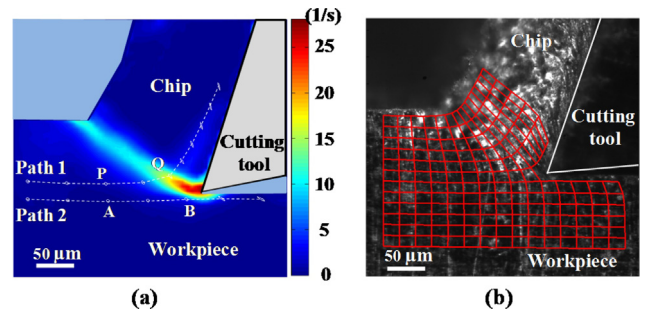 (1/s)
25
20
15
10
5
0
Chip
Cutting
tool
Path 1
P
Q
Path 2
A
B
50 µm
Workpiece
(a)
Chip
Cutting
tool
50 µm
Workpiece
(b)